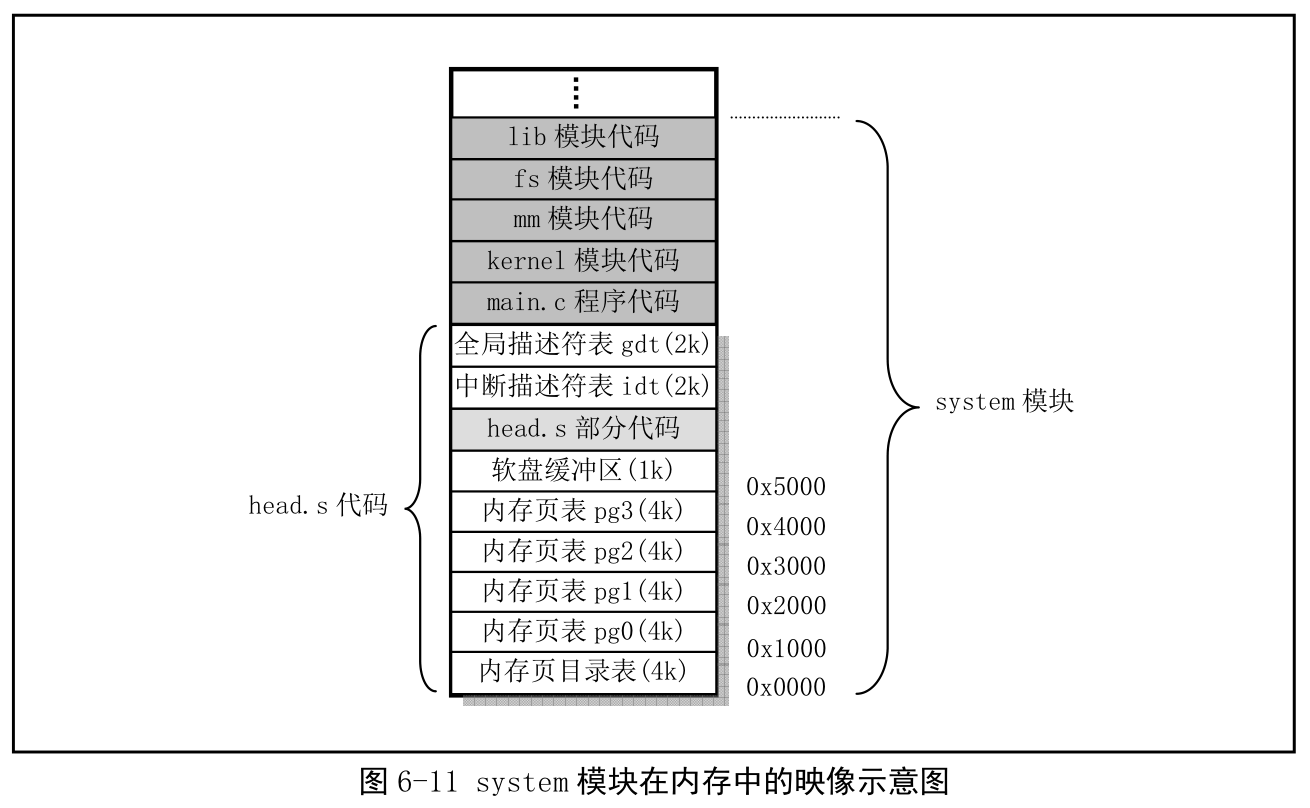 lib 模块代码
fs 模块代码
mm 模块代码
kernel 模块代码
main.c 程序代码
全局描述符表 gdt(2k)
中断描述符表 idt(2k)
head.s 部分代码
软盘缓冲区(1k)
内存页表 pg3(4k)
内存页表 pg2(4k)
内存页表 pg1(4k)
内存页表 pg0(4k)
内存页目录表(4k)
head.s 代码
0x5000
0x4000
0x3000
0x2000
0x1000
0x0000
system 模块
图 6-11 system 模块在内存中的映像示意图